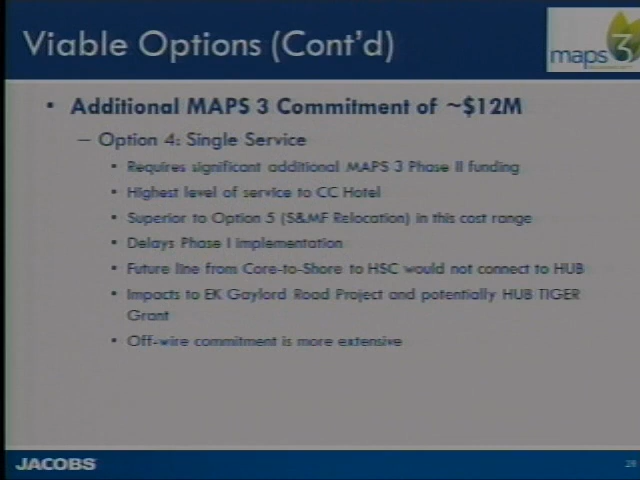 Viable Options (Cont'd)
maps 3
• Additional MAPS 3 Commitment of ~$12M
– Option 4: Single Service
• Requires significant additional MAPS 3 Phase II funding
• Highest level of service to CC Hotel
• Superior to Option 5 (S&MF Relocation) in this cost range
• Delays Phase I implementation
• Future line from Core-to-Shore to HSC would not connect to HUB
• Impacts to EK Gaylord Road Project and potentially HUB TIGER
Grant
• Off-wire commitment is more extensive
JACOBS